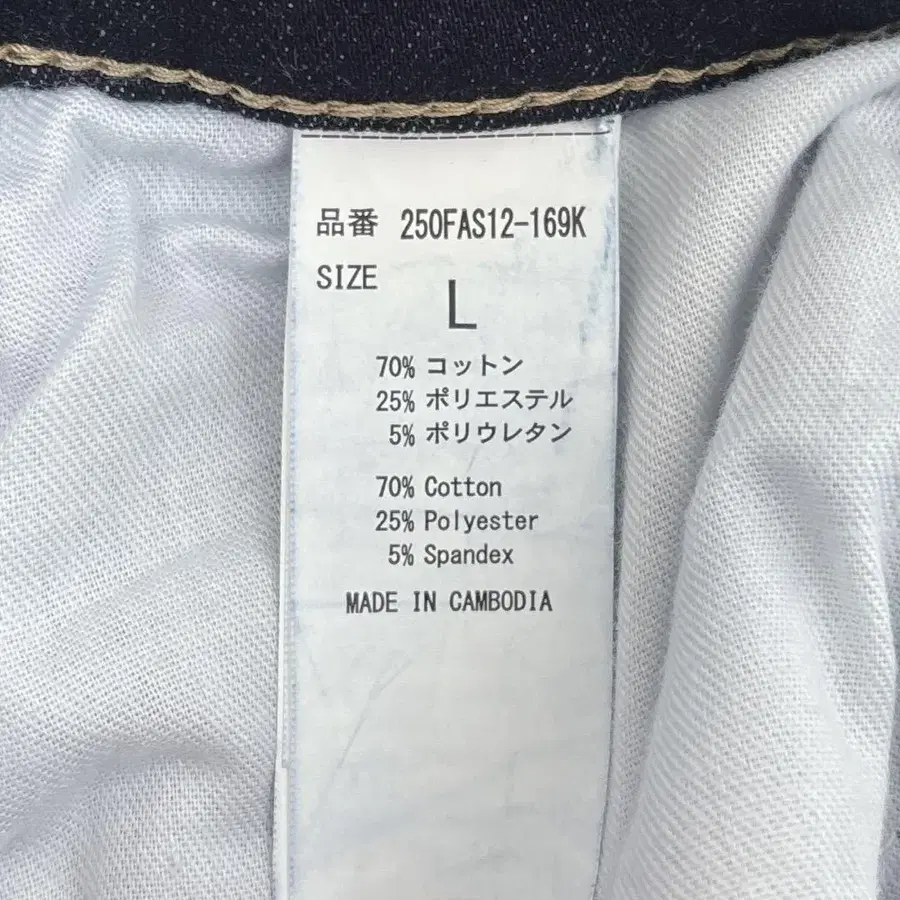 品番 250FAS12-169K
SIZE
L
70% コットン
25% ポリエステル
5% ポリウレタン
70% Cotton
25% Polyester
5% Spandex
MADE IN CAMBODIA